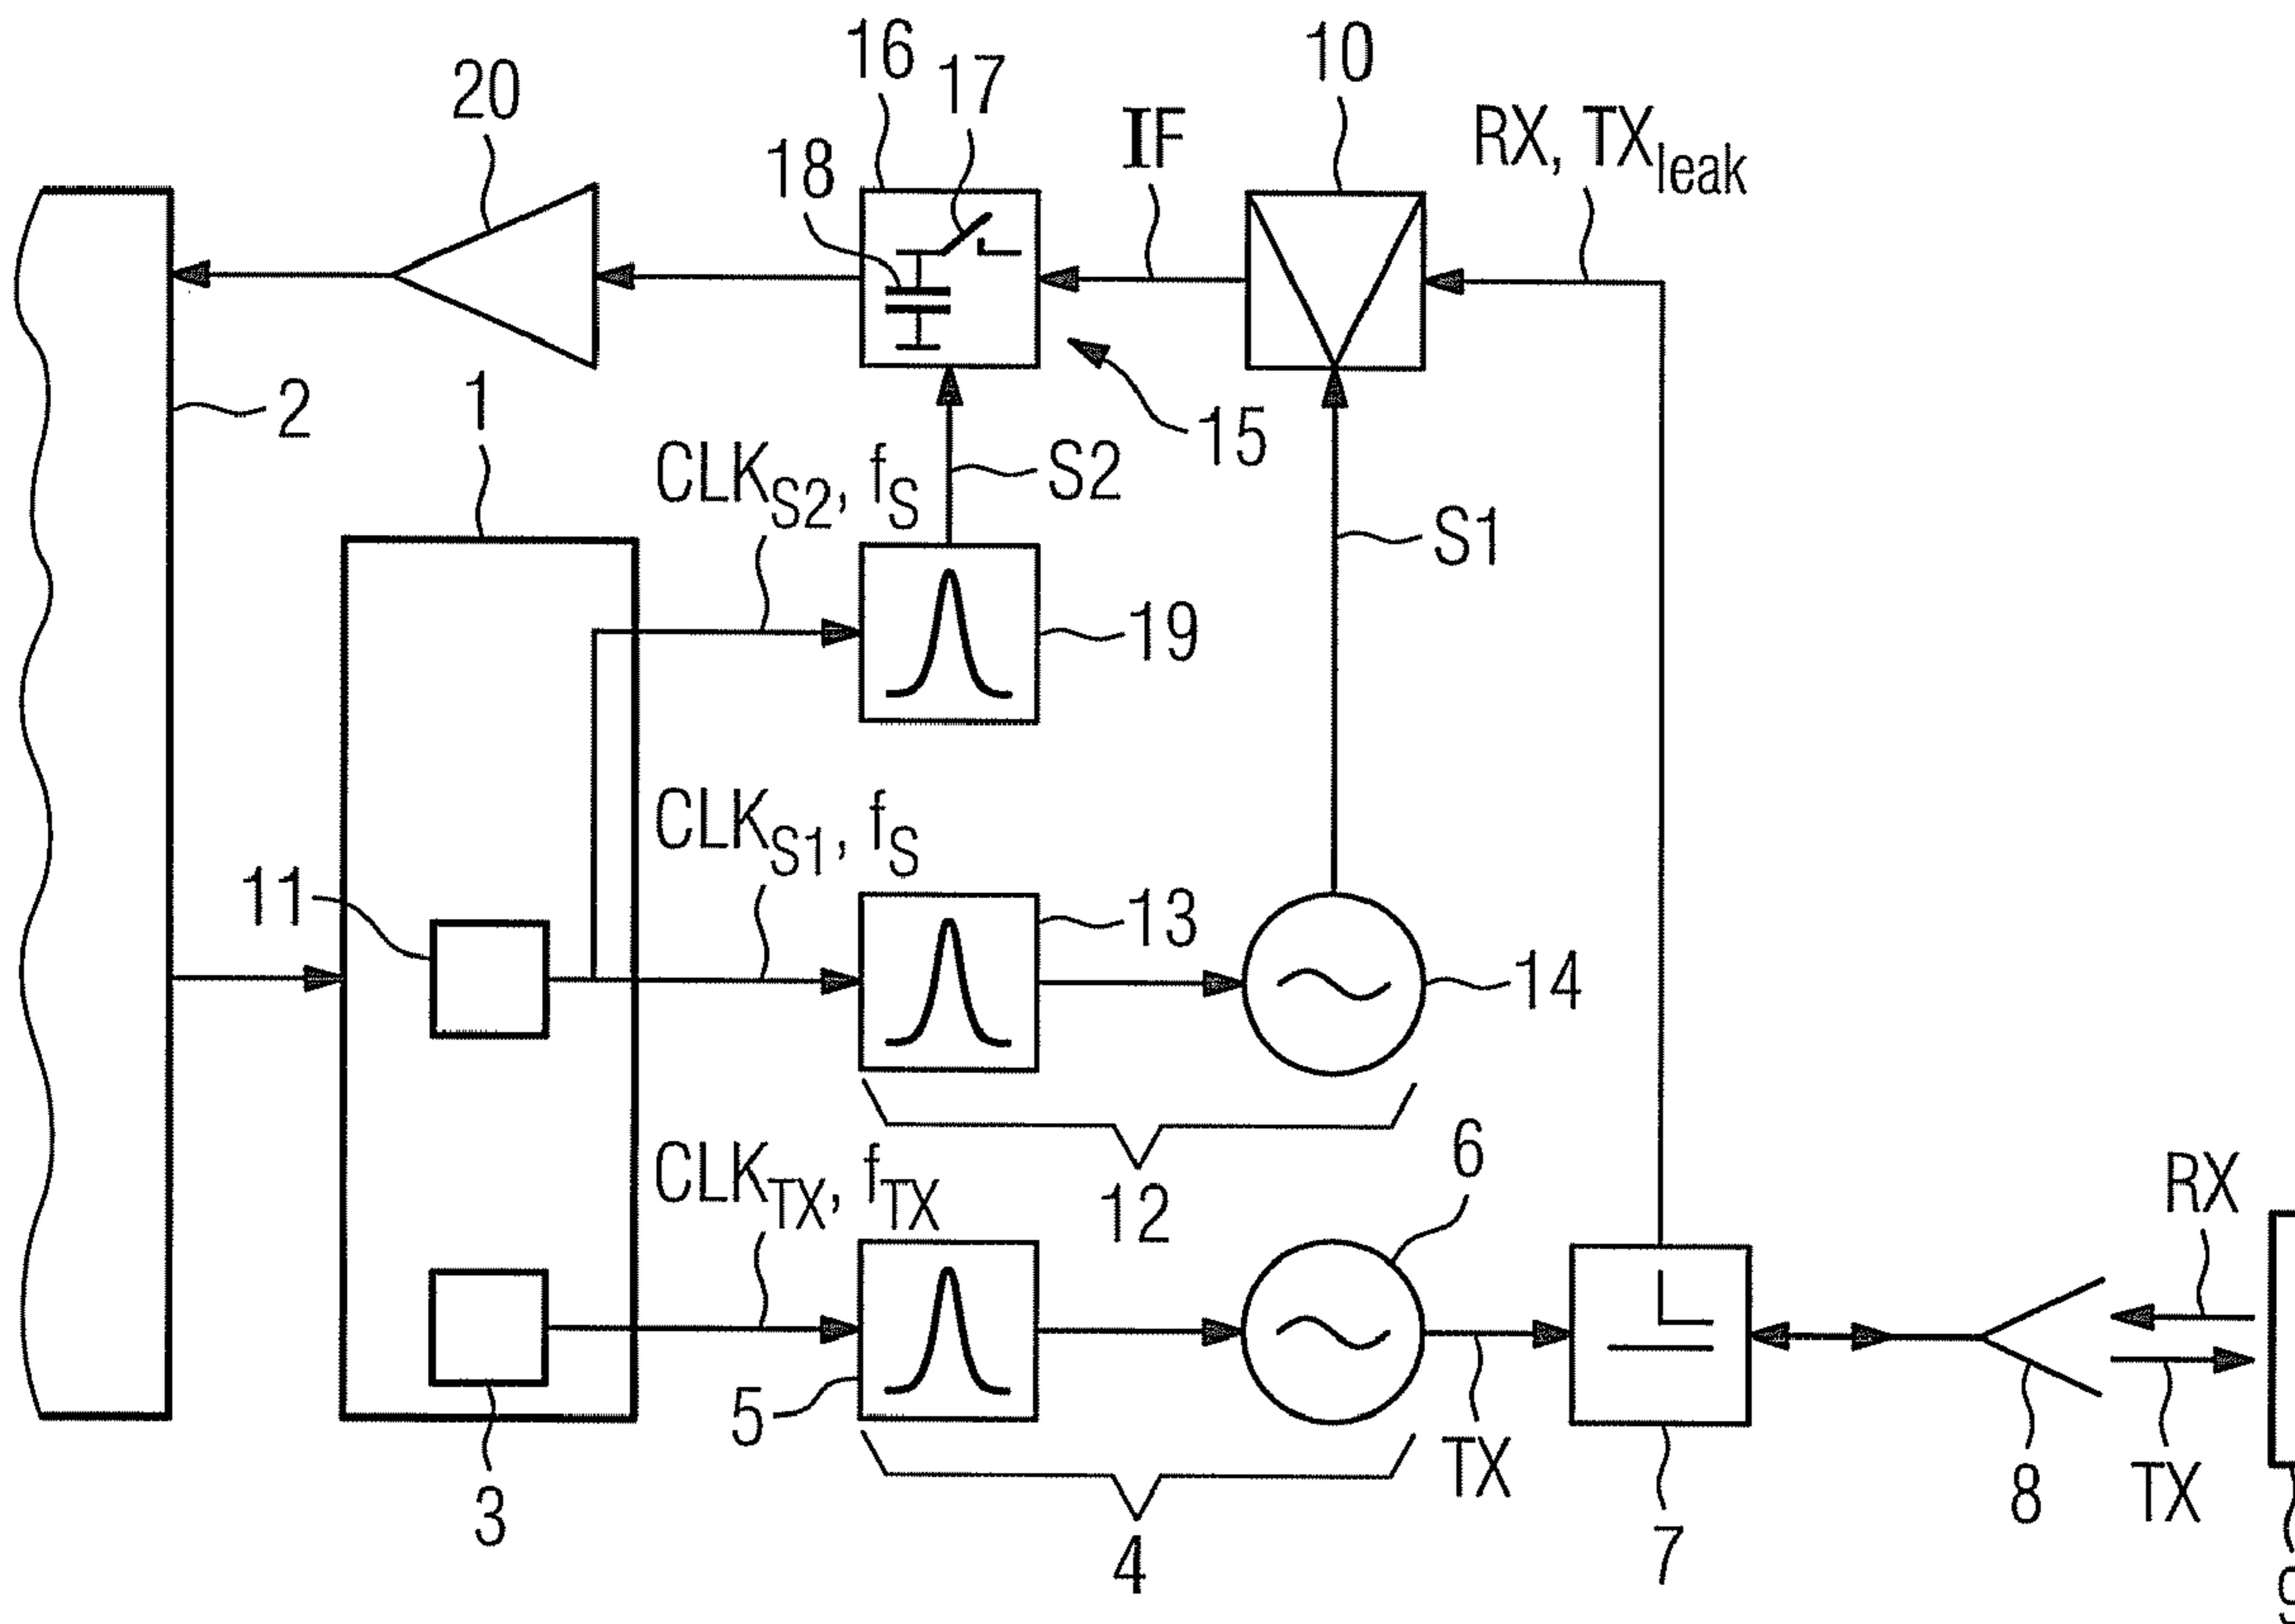 16
17
10
20
18
IF
RX, TXleak
2
1
15
CLKS2, fS
S2
S1
19
CLKS1, fS
11
13
14
12
6
CLKTX, fTX
RX
5
TX
3
4
7
8
TX
9